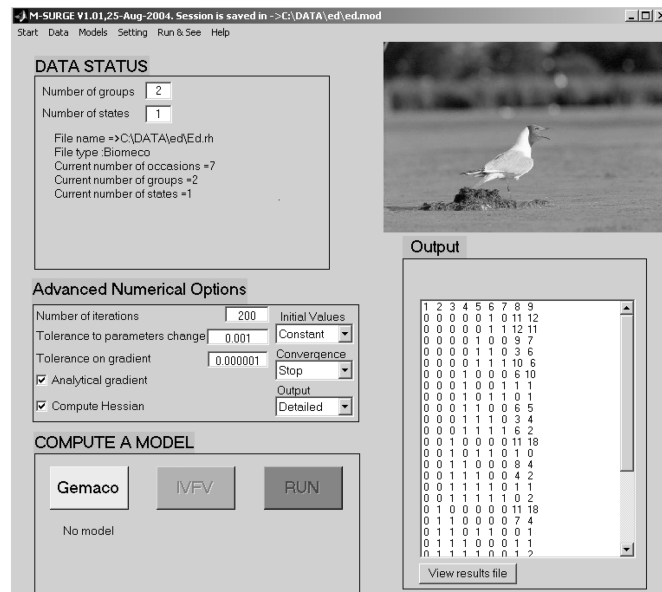 M-SURGE V1.01,25-Aug-2004. Session is saved in ->C:\DATA\ed\ed.mod
Start Data Models Setting Run & See Help
DATA STATUS
Number of groups 2
Number of states 1
File name =>C:\DATA\ed\Ed.rh
File type :Biomeco
Current number of occasions =7
Current number of groups =2
Current number of states =1
Advanced Numerical Options
Number of iterations 200
Tolerance to parameters change 0.001
Tolerance on gradient 0.000001
Analytical gradient
Compute Hessian
Initial Values
Constant
Convergence
Stop
Output
Detailed
COMPUTE A MODEL
Gemaco IVFV RUN
No model
Output
1 2 3 4 5 6 7 8 9
0 0 0 0 0 1 0 11 12
0 0 0 0 0 1 1 12 11
0 0 0 0 1 0 0 9 7
0 0 0 0 1 1 0 3 6
0 0 0 0 1 1 1 10 6
0 0 0 1 0 0 0 6 10
0 0 0 1 0 0 1 1 1
0 0 0 1 0 1 1 0 1
0 0 0 1 1 0 0 6 5
0 0 0 1 1 1 0 3 4
0 0 0 1 1 1 1 6 2
0 0 1 0 0 0 0 11 18
0 0 1 0 1 1 0 1 0
0 0 1 1 0 0 0 8 4
0 0 1 1 1 0 0 4 2
0 0 1 1 1 1 0 1 1
0 0 1 1 1 1 1 0 2
0 1 0 0 0 0 0 11 18
0 1 1 0 0 0 0 7 4
0 1 1 0 1 1 0 0 1
0 1 1 1 0 0 0 1 1
0 1 1 1 1 0 0 1 2
View results file